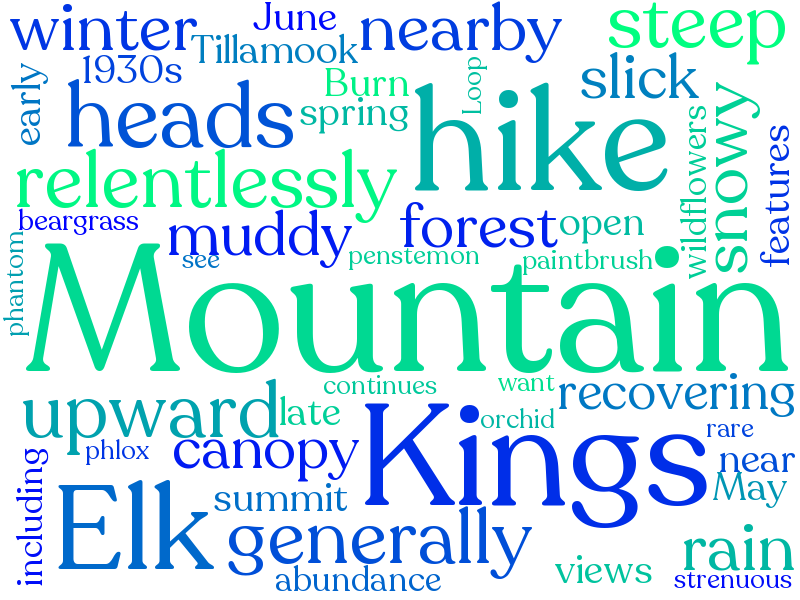 winter
June
nearby
steep
Tillamook
1930s
early
heads
Burn
spring
Loop
hike
slick
snowy
wildflowers
features
relentlessly
beargrass
muddy
forest
open
see
penstemon
paintbrush
phantom
Mountain
continues
want
recovering
upward
late
Kings
orchid
rare
phlox
canopy
near
including
Elk
summit
May
generally
rain
views
abundance
strenuous